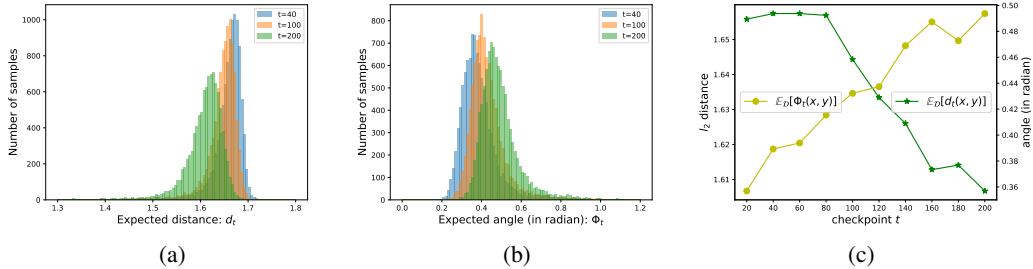 t=40
t=100
t=200
Number of samples
1000
800
600
400
200
0
1.3 1.4 1.5 1.6 1.7 1.8
Expected distance: d_t
(a)
t=40
t=100
t=200
Number of samples
800
700
600
500
400
300
200
100
0
0.0 0.2 0.4 0.6 0.8 1.0 1.2
Expected angle (in radian): Φ_t
(b)
l_2 distance
1.65
1.64
1.63
1.62
1.61
𝔼_D[Φ_t(x, y)]
𝔼_D[d_t(x, y)]
0.50
0.48
0.46
0.44
0.42
0.40
0.38
0.36
angle (in radian)
20 40 60 80 100 120 140 160 180 200
checkpoint t
(c)